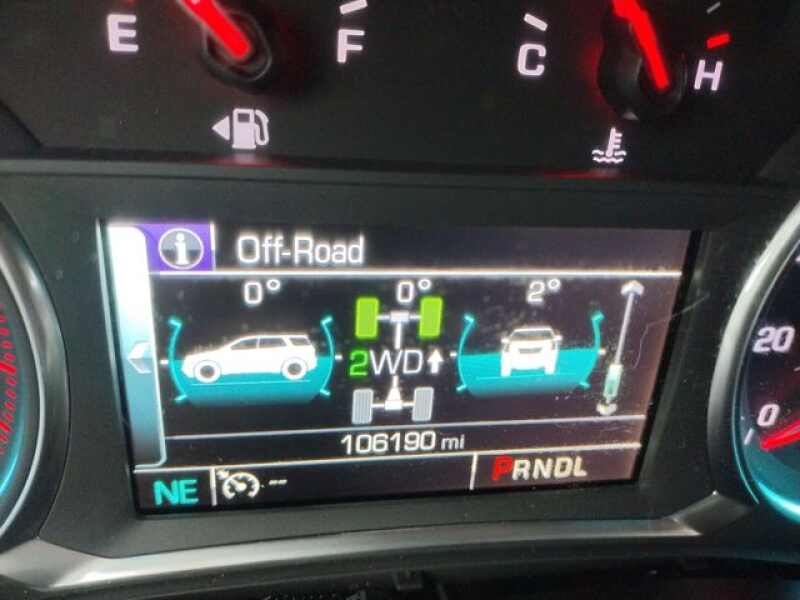 E F C H
i Off-Road
0° 0° 2°
2WD
106190 mi
NE -- PRNDL
20
0